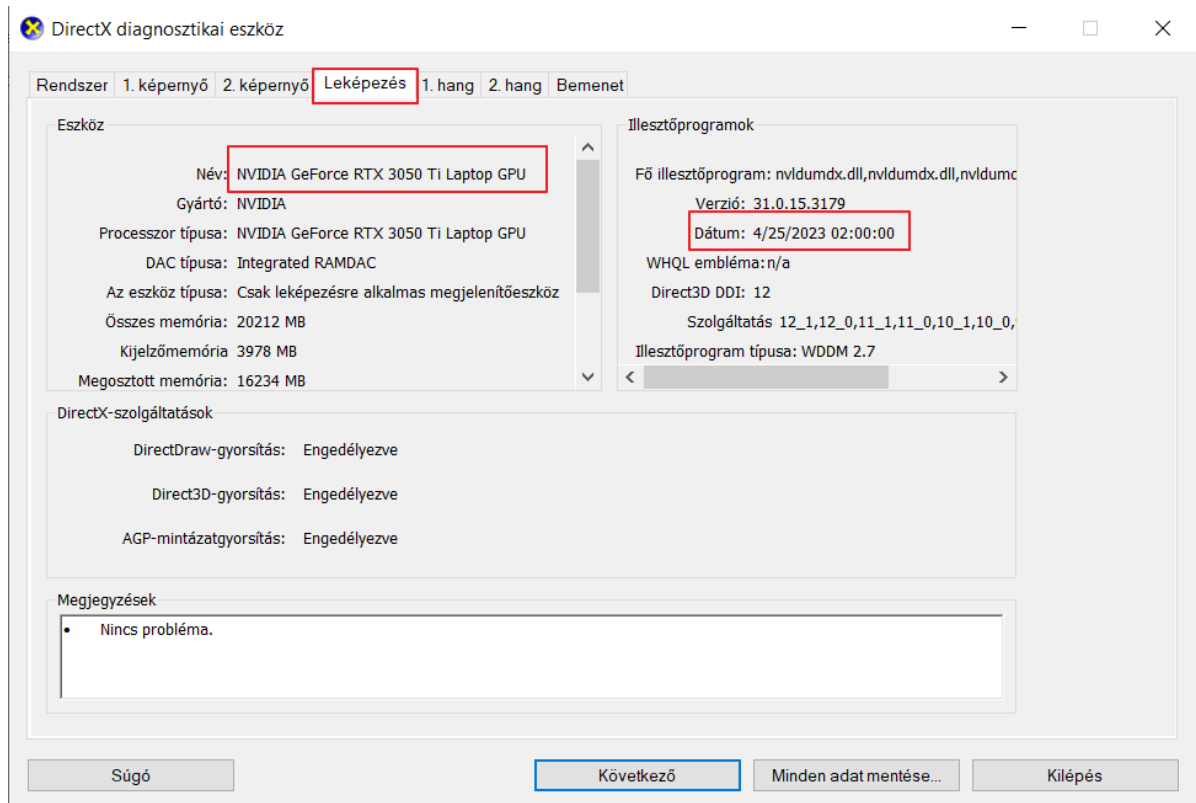 DirectX diagnosztikai eszköz
Rendszer 1. képernyő 2. képernyő Leképezés 1. hang 2. hang Bemenet
Eszköz
Név: NVIDIA GeForce RTX 3050 Ti Laptop GPU
Gyártó: NVIDIA
Processzor típusa: NVIDIA GeForce RTX 3050 Ti Laptop GPU
DAC típusa: Integrated RAMDAC
Az eszköz típusa: Csak leképezésre alkalmas megjelenítőeszköz
Összes memória: 20212 MB
Kijelzőmemória 3978 MB
Megosztott memória: 16234 MB
Illesztőprogramok
Fő illesztőprogram: nvldumdx.dll,nvldumdx.dll,nvldumd
Verzió: 31.0.15.3179
Dátum: 4/25/2023 02:00:00
WHQL embléma: n/a
Direct3D DDI: 12
Szolgáltatás 12_1,12_0,11_1,11_0,10_1,10_0,
Illesztőprogram típusa: WDDM 2.7
DirectX-szolgáltatások
DirectDraw-gyorsítás: Engedélyezve
Direct3D-gyorsítás: Engedélyezve
AGP-mintázatgyorsítás: Engedélyezve
Megjegyzések
• Nincs probléma.
Súgó Következő Minden adat mentése... Kilépés